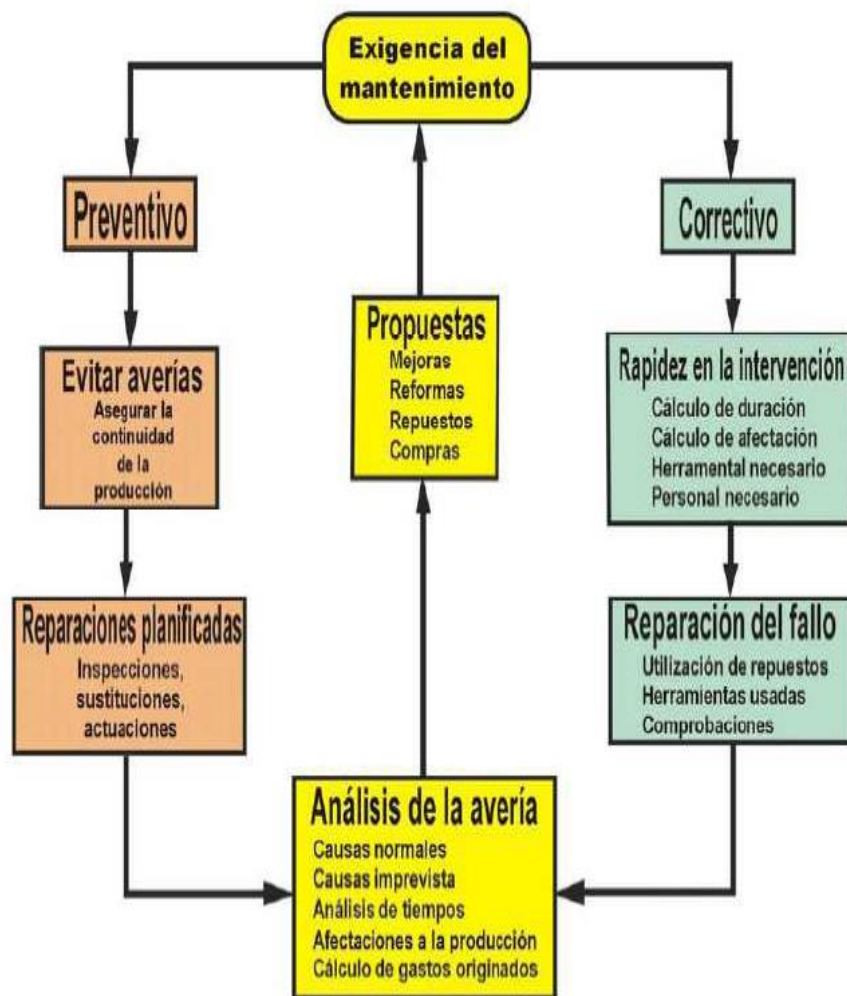 Exigencia del
mantenimiento
Preventivo
Correctivo
Evitar averías
Asegurar la
continuidad
de la
producción
Propuestas
Mejoras
Reformas
Repuestos
Compras
Rapidez en la intervención
Cálculo de duración
Cálculo de afectación
Herramental necesario
Personal necesario
Reparaciones planificadas
Inspecciones,
sustituciones,
actuaciones
Reparación del fallo
Utilización de repuestos
Herramientas usadas
Comprobaciones
Análisis de la avería
Causas normales
Causas imprevista
Análisis de tiempos
Afectaciones a la producción
Cálculo de gastos originados